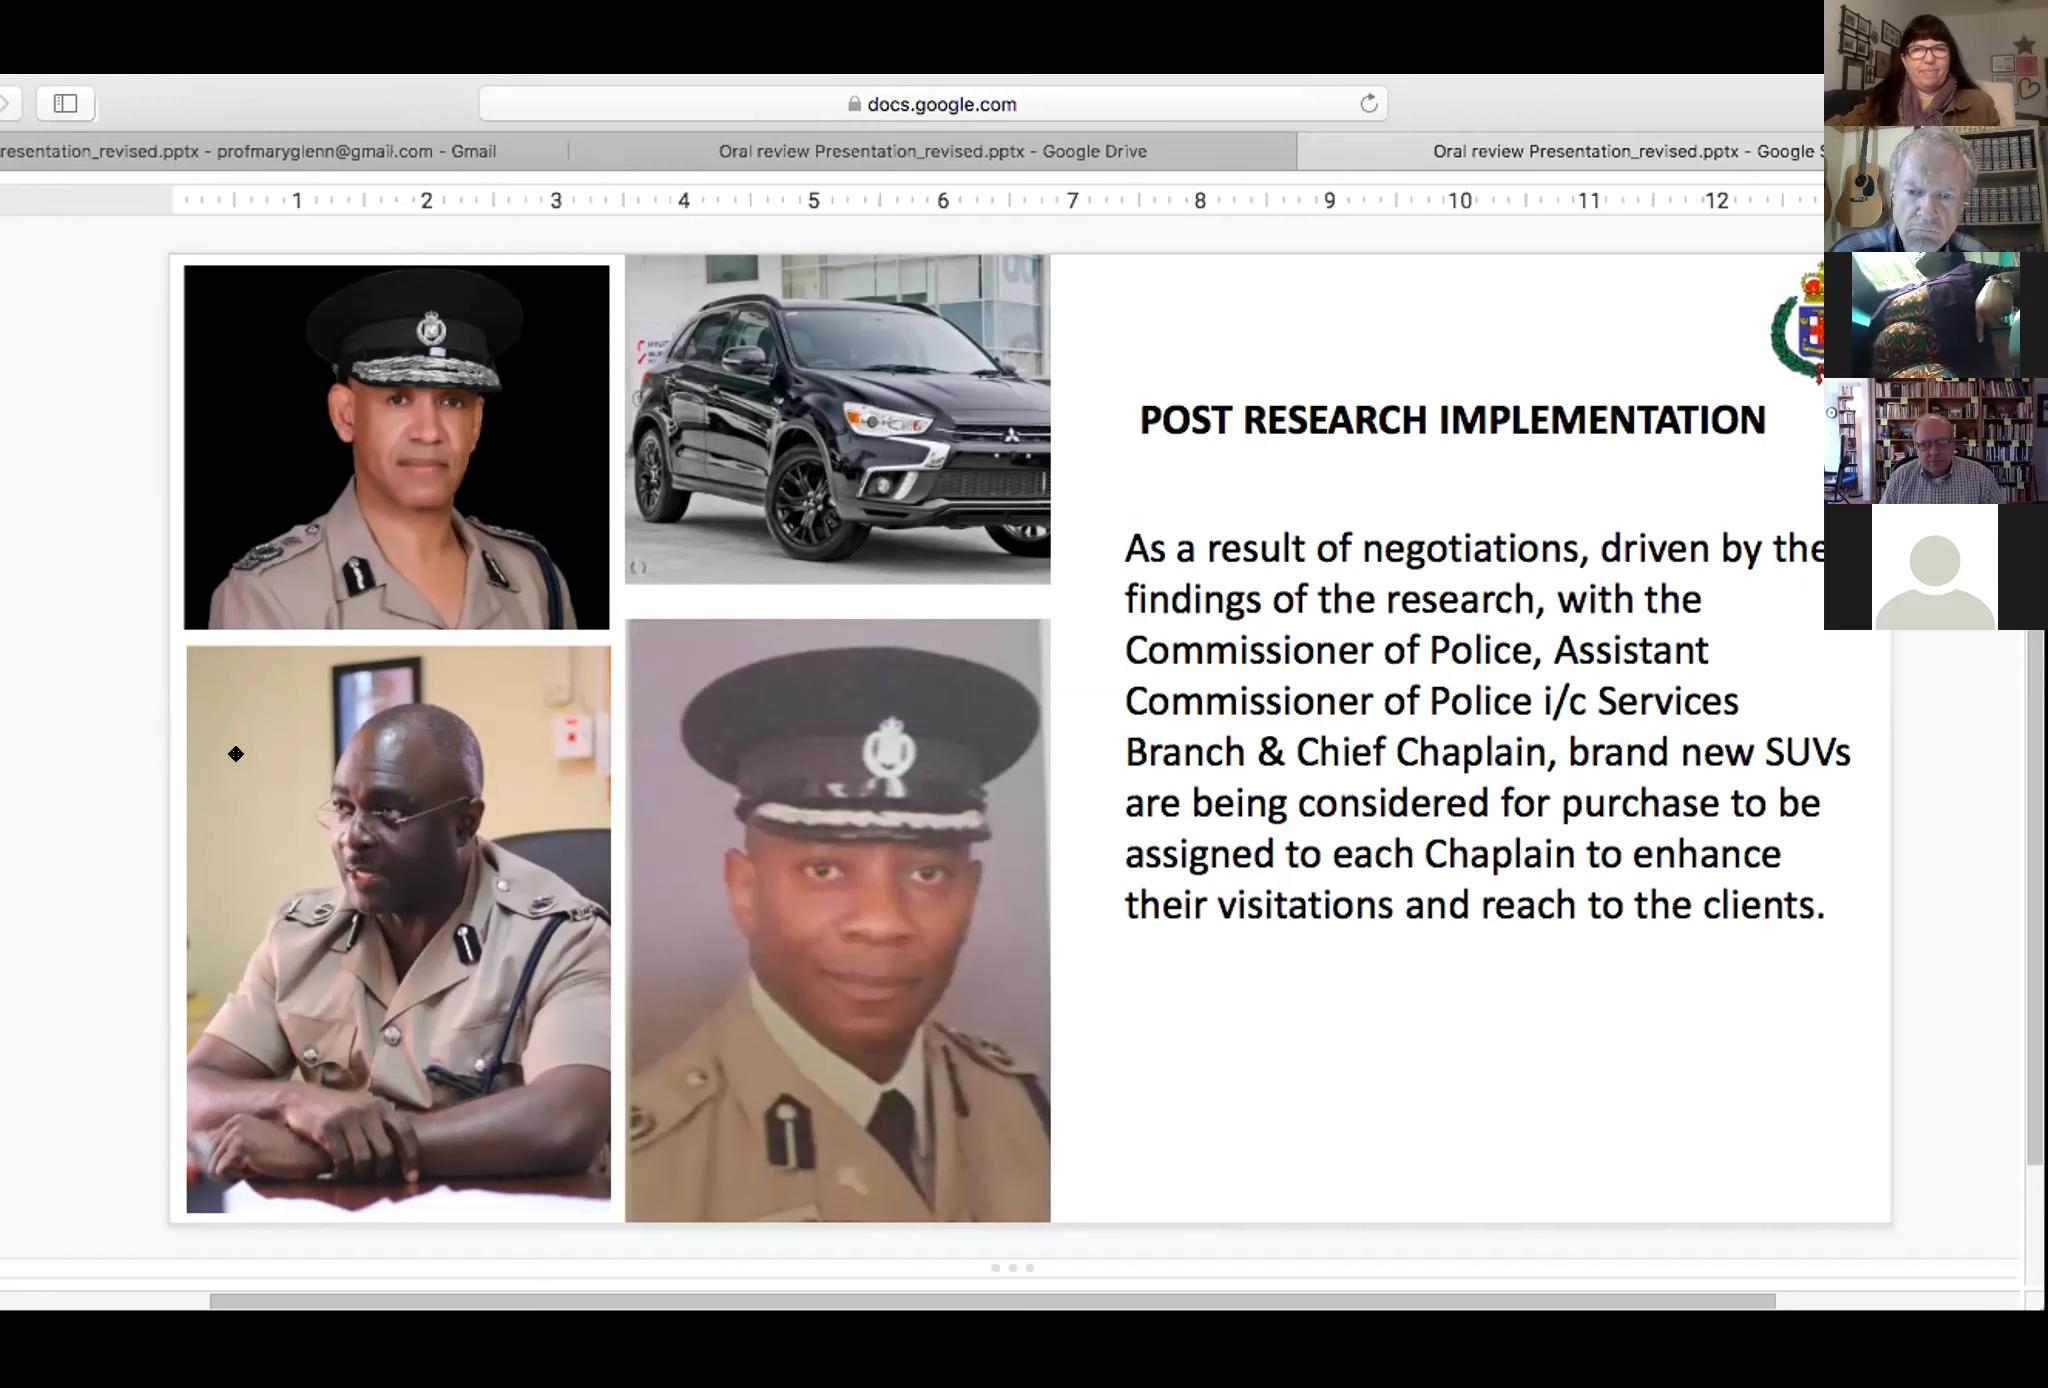 docs.google.com
resentation_revised.pptx - profmaryglenn@gmail.com - Gmail
Oral review Presentation_revised.pptx - Google Drive
Oral review Presentation_revised.pptx - Google S
1 2 3 4 5 6 7 8 9 10 11 12
POST RESEARCH IMPLEMENTATION
As a result of negotiations, driven by the
findings of the research, with the
Commissioner of Police, Assistant
Commissioner of Police i/c Services
Branch & Chief Chaplain, brand new SUVs
are being considered for purchase to be
assigned to each Chaplain to enhance
their visitations and reach to the clients.